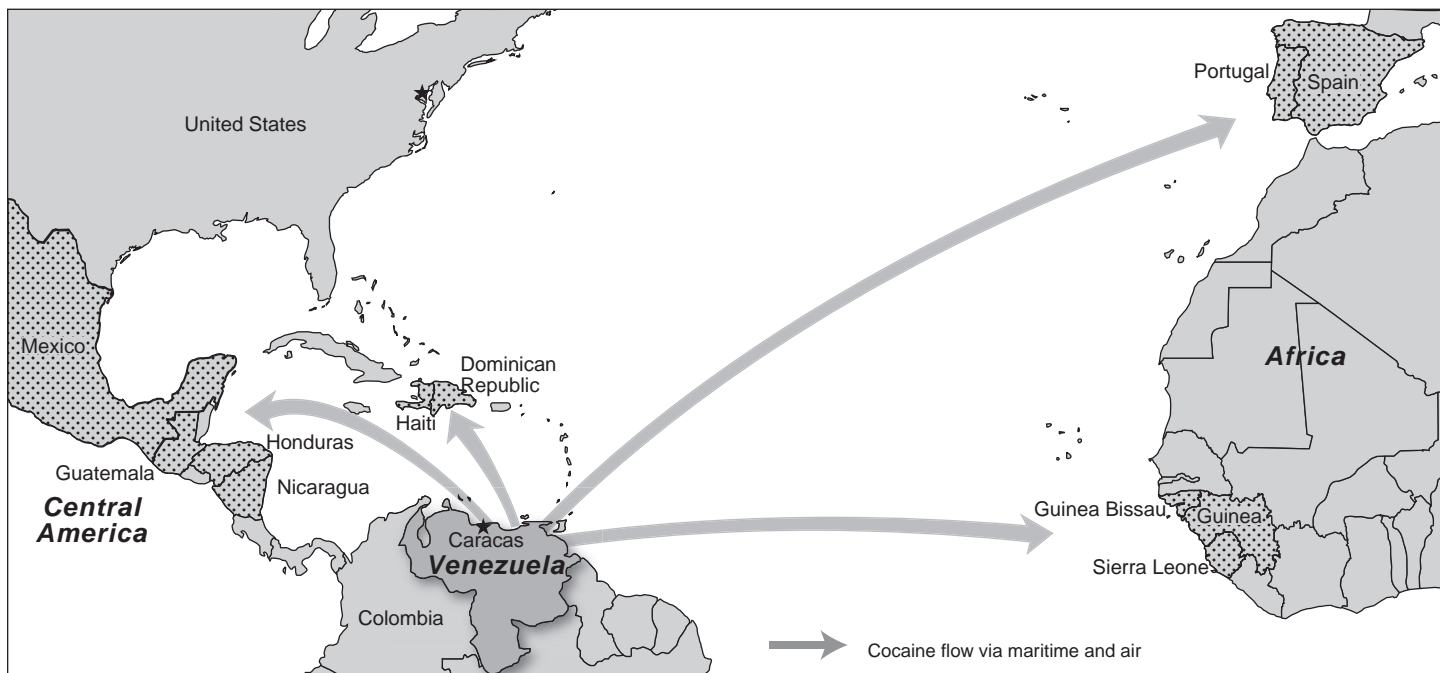 United States
Portugal
Spain
Mexico
Dominican
Republic
Haiti
Africa
Honduras
Guatemala
Nicaragua
Central
America
Guinea Bissau
Guinea
Caracas
Venezuela
Sierra Leone
Colombia
Cocaine flow via maritime and air